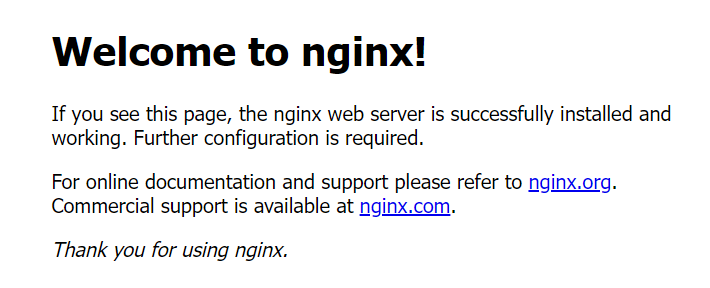 Welcome to nginx!
If you see this page, the nginx web server is successfully installed and
working. Further configuration is required.
For online documentation and support please refer to nginx.org.
Commercial support is available at nginx.com.
Thank you for using nginx.